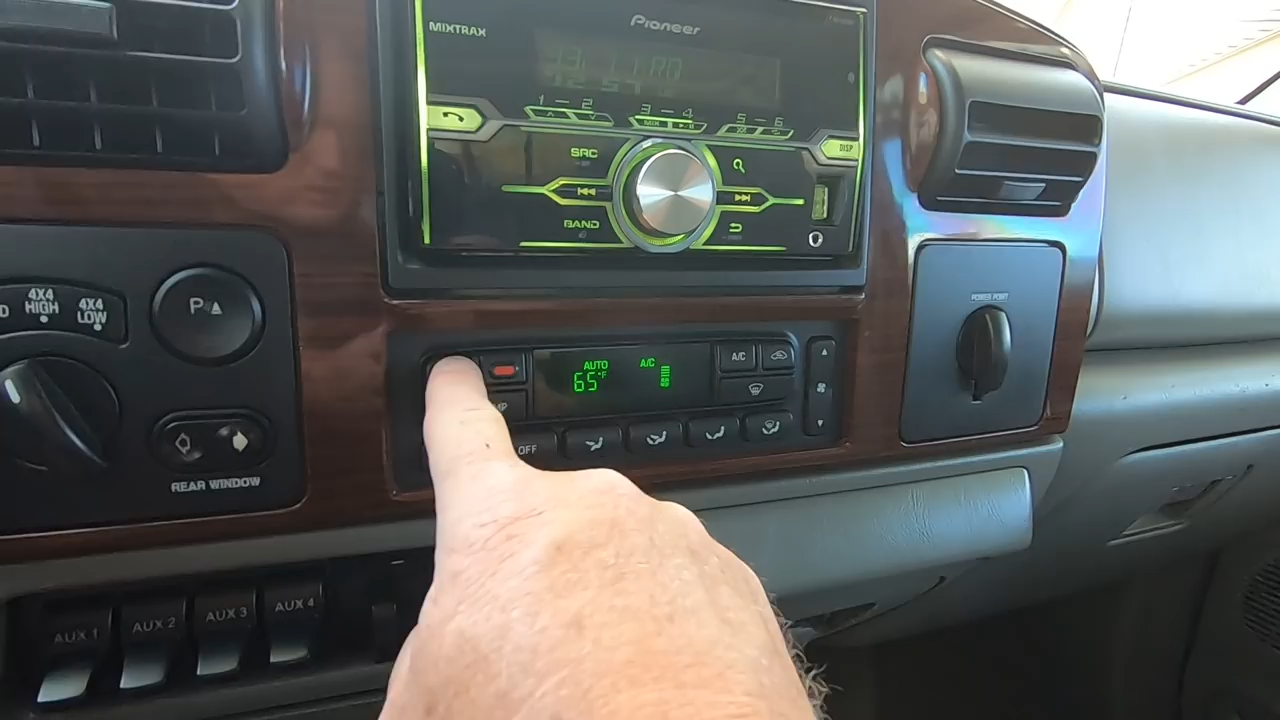 Pioneer
MIXTRAX
1 - 2
3 - 4
5 - 6
DISP
SRC
BAND
4X4 HIGH
4X4 LOW
P
REAR WINDOW
AUTO
65°F
A/C
A/C
OFF
POWER POINT
AUX 1
AUX 2
AUX 3
AUX 4